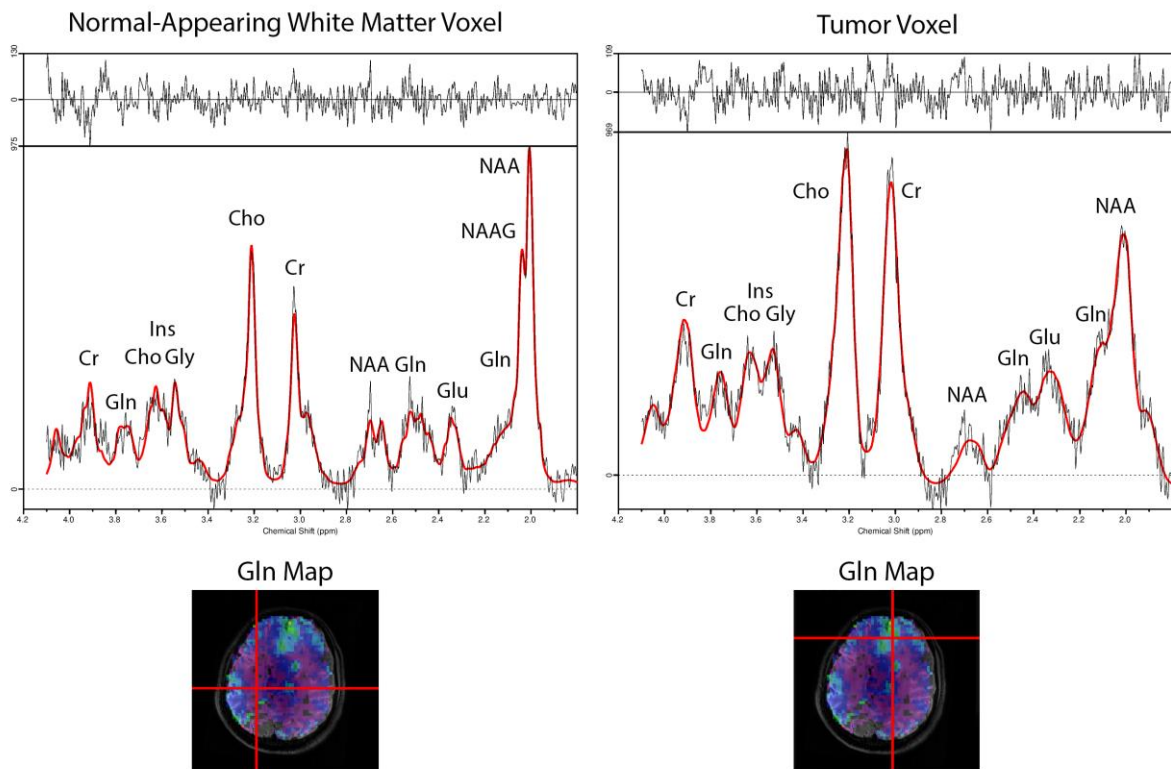 Normal-Appearing White Matter Voxel
130
0
975
NAA
Cho
NAAG
Cr
Ins
Cho Gly
Cr
Gln
NAA Gln
Glu
Gln
0
4.2 4.0 3.8 3.6 3.4 3.2 3.0 2.8 2.6 2.4 2.2 2.0
Chemical Shift (ppm)
Gln Map
Tumor Voxel
109
0
969
Cho
Cr
NAA
Cr
Ins
Cho Gly
Gln
Gln
Glu
Gln
NAA
0
4.2 4.0 3.8 3.6 3.4 3.2 3.0 2.8 2.6 2.4 2.2 2.0
Chemical Shift (ppm)
Gln Map